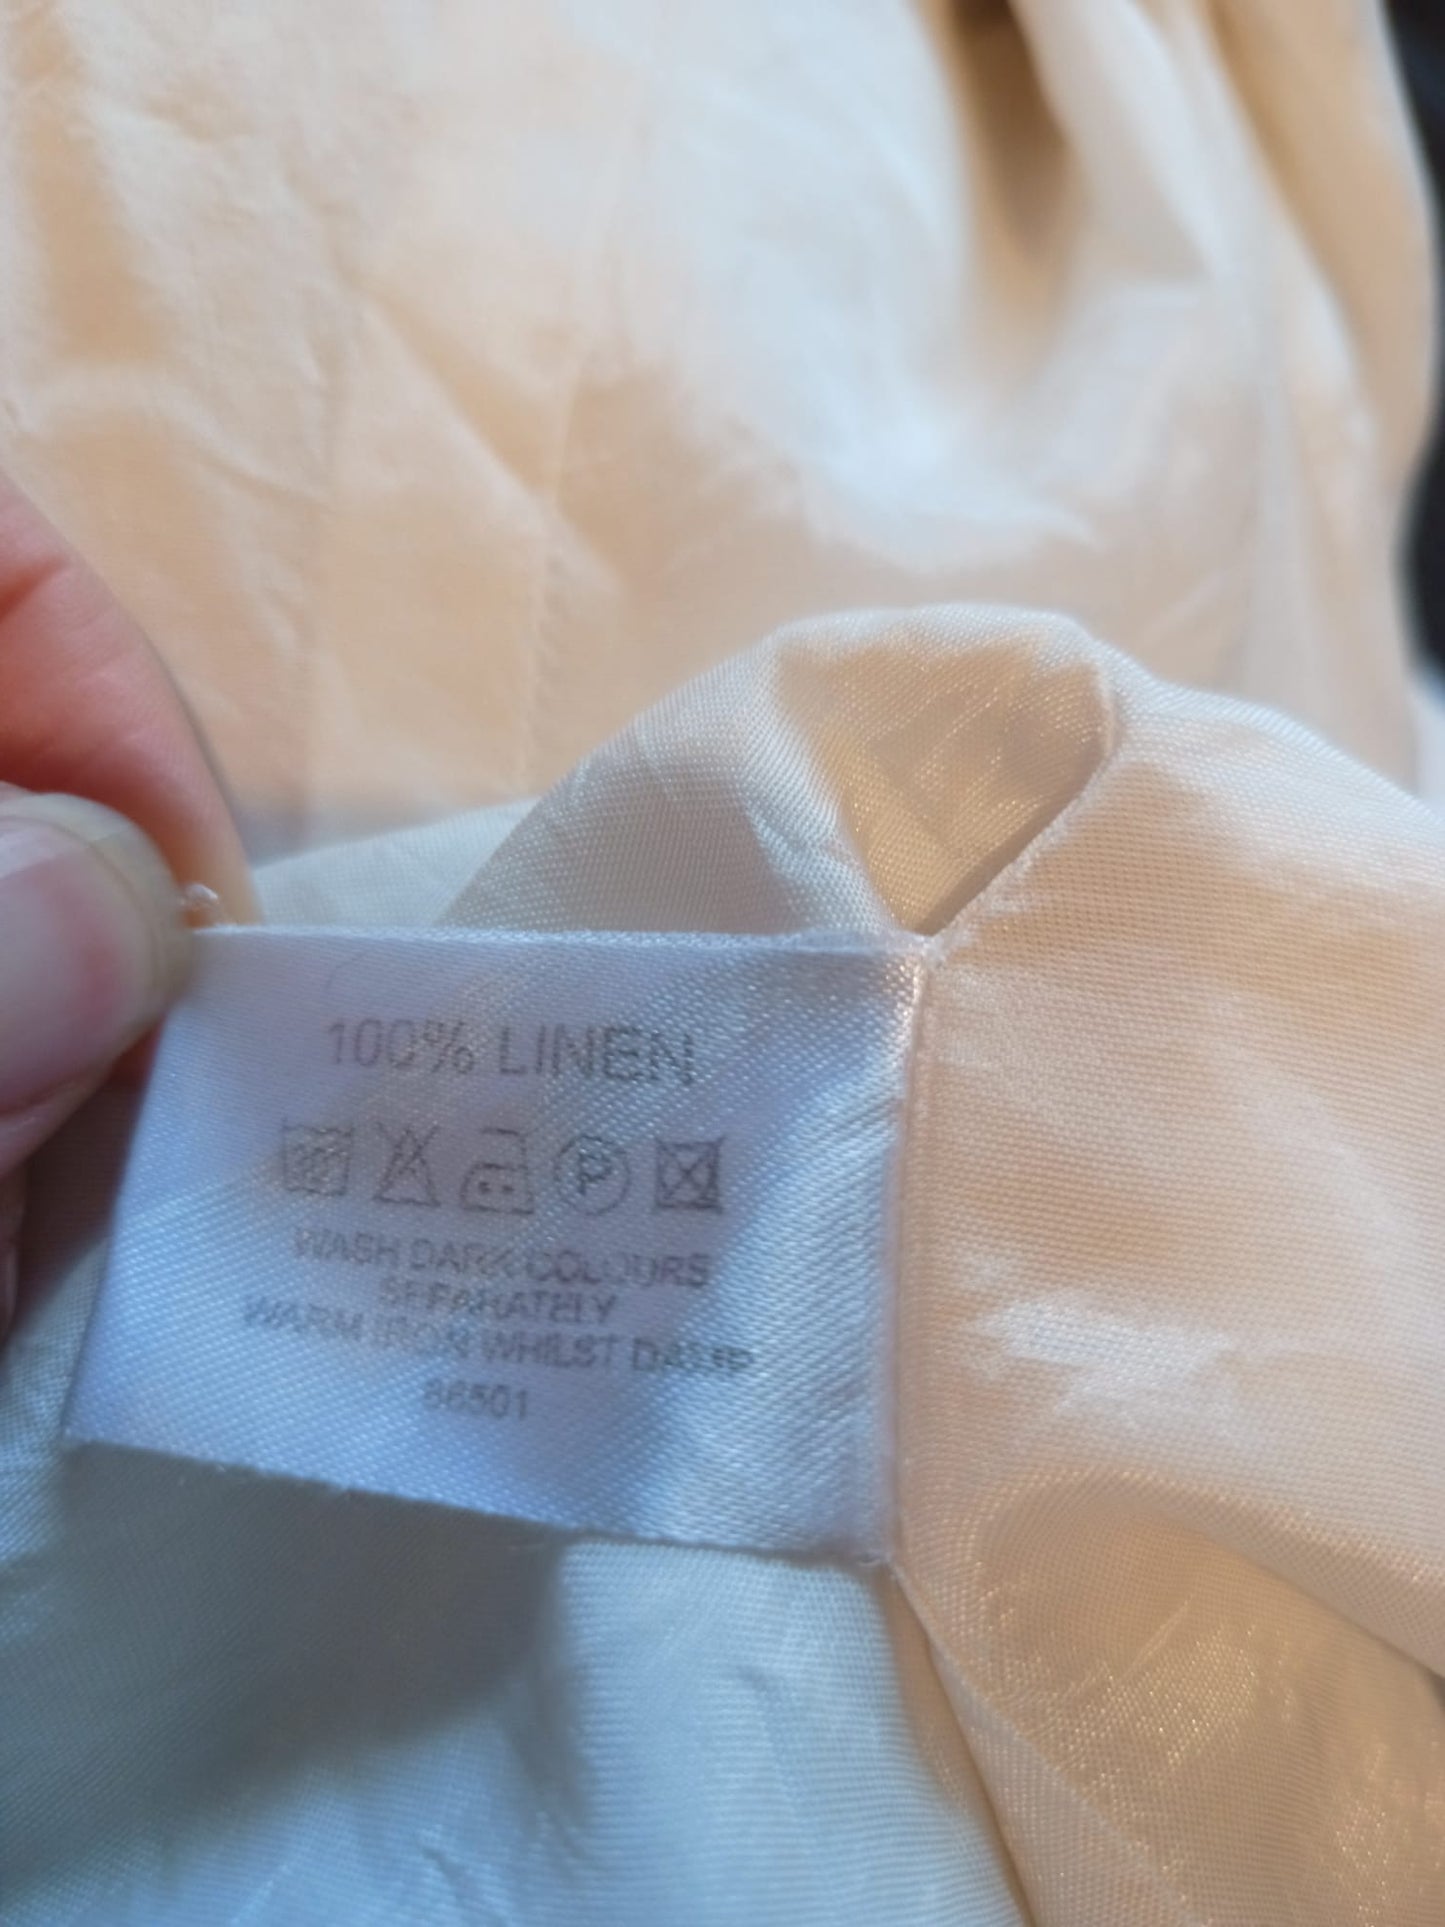 100% LINEN
P
WASH DARK COLOURS
SEPARATELY
WARM IRON WHILST DAMP
86501